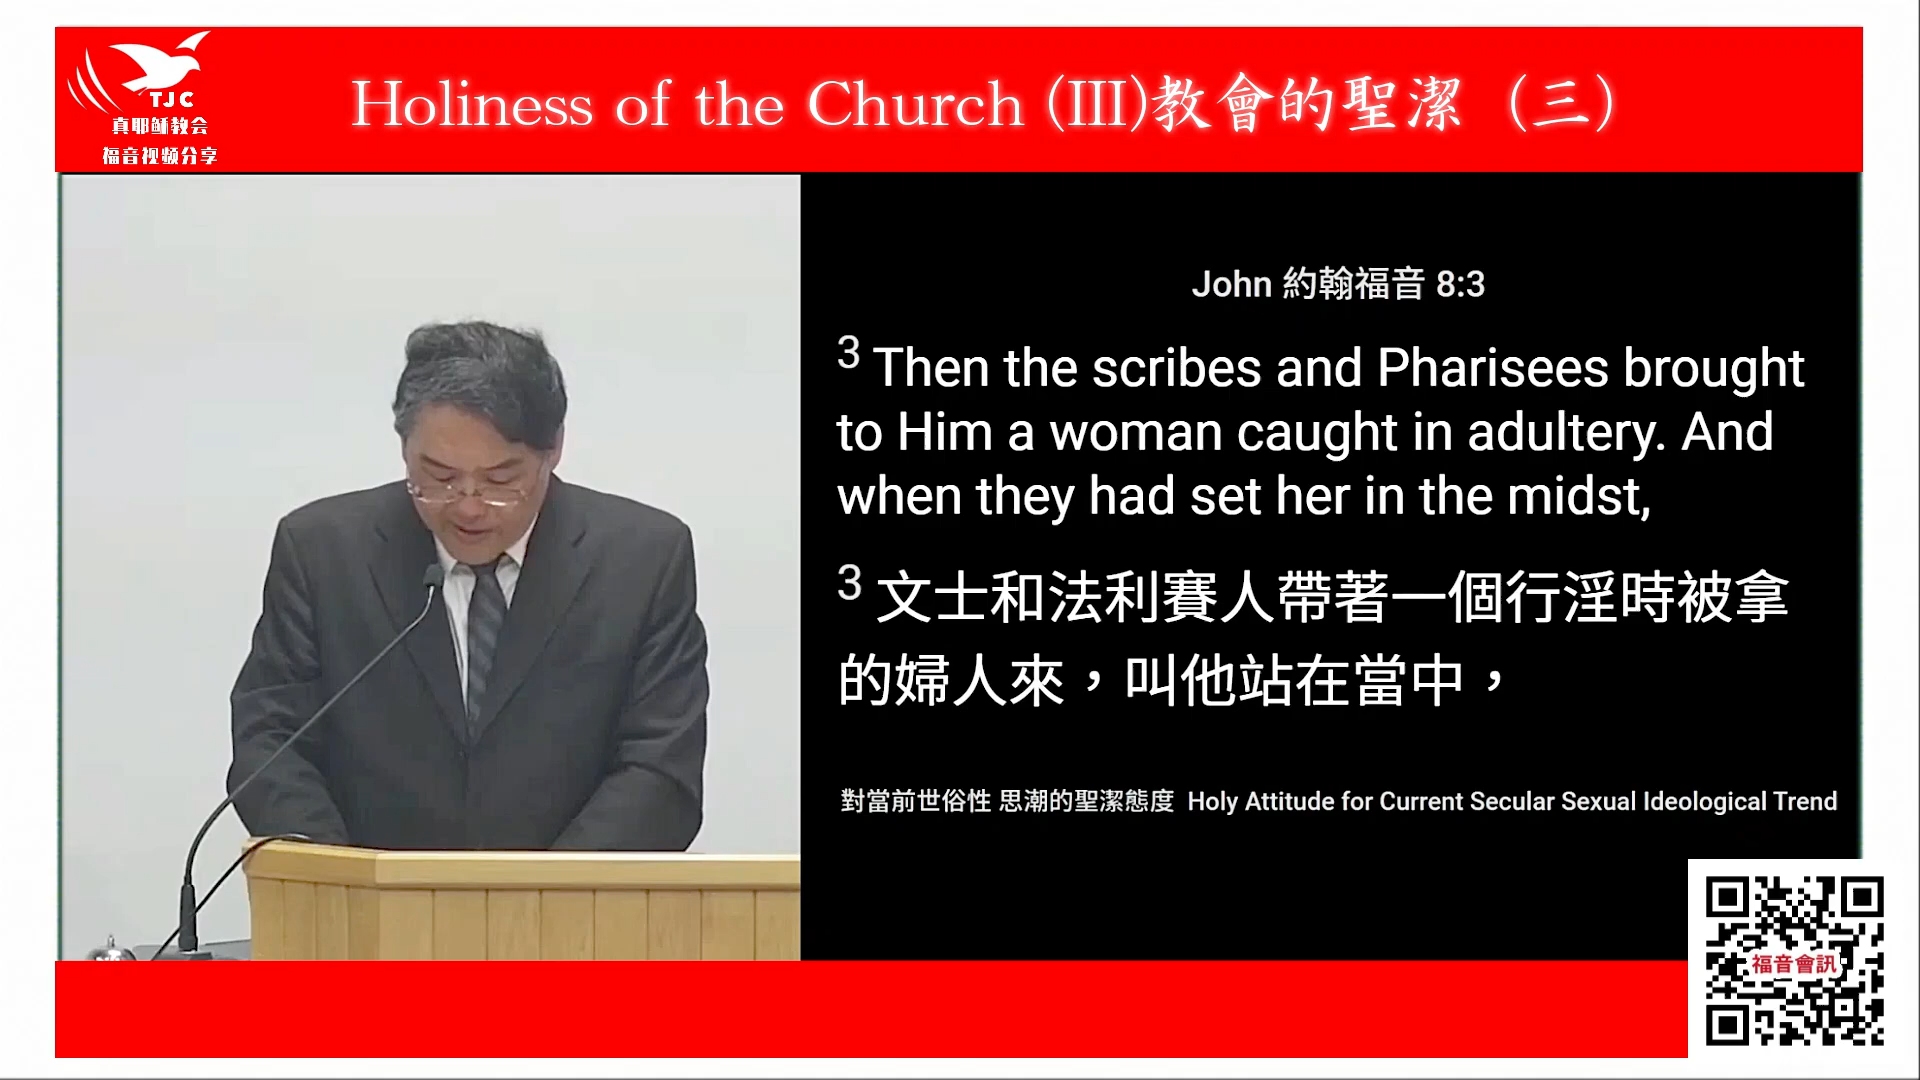 TJC
真耶稣教会
福音视频分享
Holiness of the Church (III)教會的聖潔（三）
John 約翰福音 8:3
3 Then the scribes and Pharisees brought
to Him a woman caught in adultery. And
when they had set her in the midst,
3 文士和法利賽人帶著一個行淫時被拿
的婦人來，叫他站在當中，
對當前世俗性 思潮的聖潔態度 Holy Attitude for Current Secular Sexual Ideological Trend
福音會訊